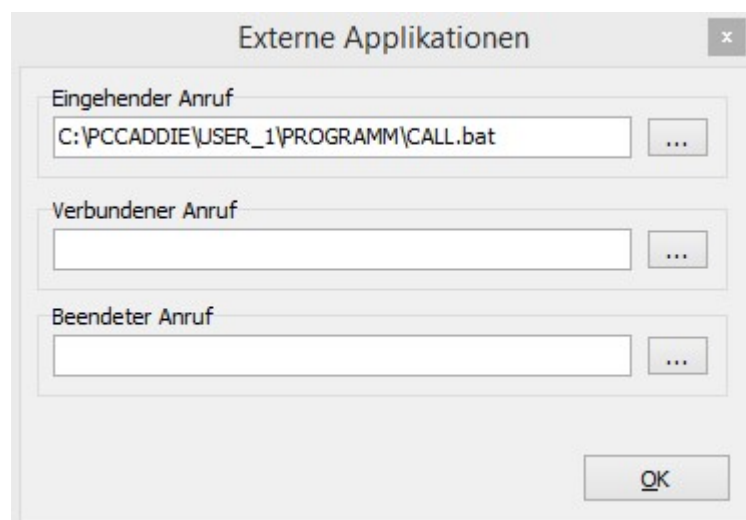 Externe Applikationen
x
Eingehender Anruf
C:\PCCADDIE\USER_1\PROGRAMM\CALL.bat
...
Verbundener Anruf
...
Beendeter Anruf
...
OK